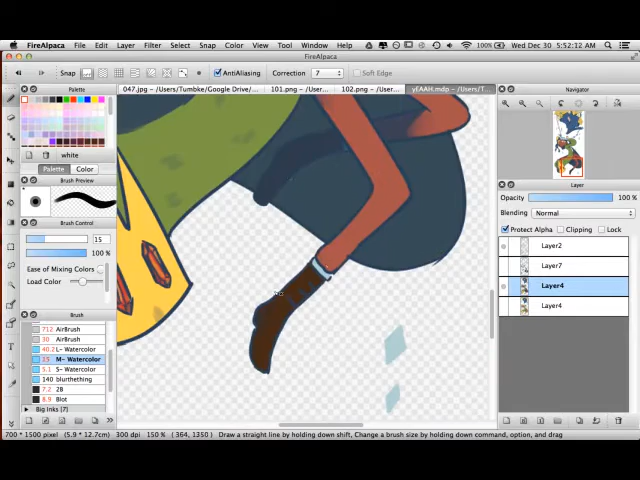 FireAlpaca File Edit Layer Filter Select Snap Color View Tool Window Help 100% Wed Dec 30 5:52:12 AM
FireAlpaca
Snap AntiAliasing Correction 7 Soft Edge
Palette
047.jpg – /Users/Tumbke/Google Drive/... 101.png – /User... 102.png – /User... yEAAH.mdp – /Users/T...
Navigator
white
Palette Color
Brush Preview
Layer
Opacity 100 %
Blending Normal
Brush Control
Protect Alpha Clipping Lock
15
Layer2
100 %
Layer7
Ease of Mixing Colors
Load Color
Layer4
Layer4
Brush
712 AirBrush
30 AirBrush
40.2 L- Watercolor
15 M- Watercolor
5.1 S- Watercolor
140 blurthething
7.2 2B
8.9 Blot
Big Inks [7]
700 * 1500 pixel (5.9 * 12.7cm) 300 dpi 150 % (364, 1350) Draw a straight line by holding down shift, Change a brush size by holding down command, option, and drag